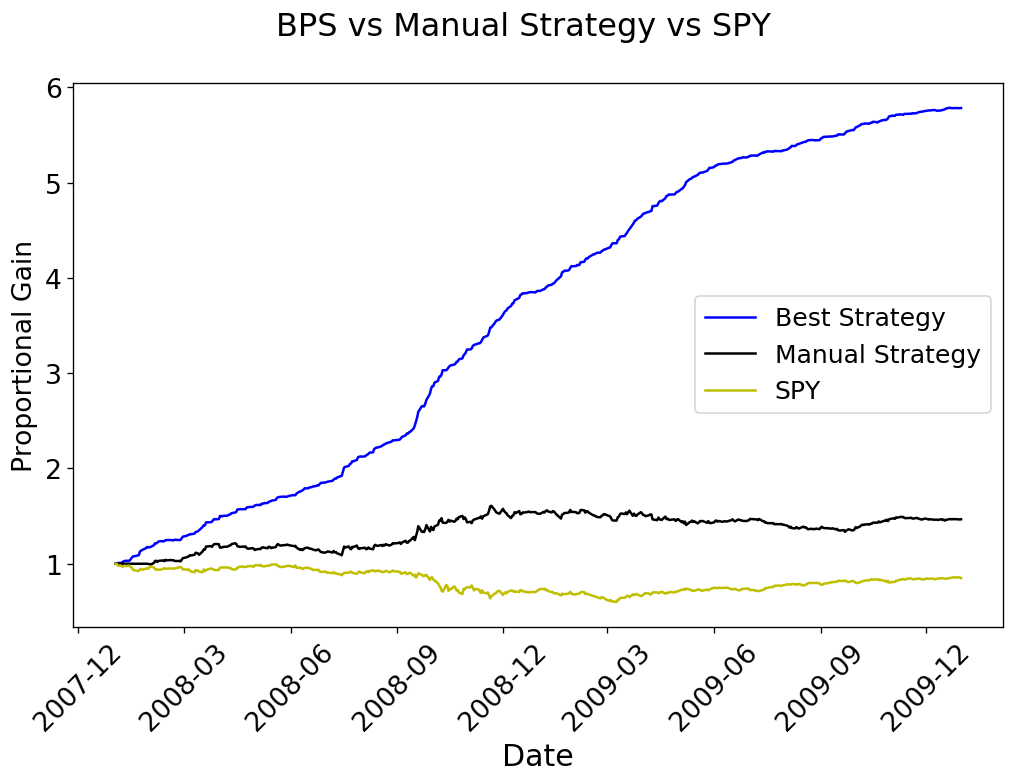 BPS vs Manual Strategy vs SPY
Proportional Gain
6
5
4
3
2
1
Best Strategy
Manual Strategy
SPY
2007-12
2008-03
2008-06
2008-09
2008-12
2009-03
2009-06
2009-09
2009-12
Date